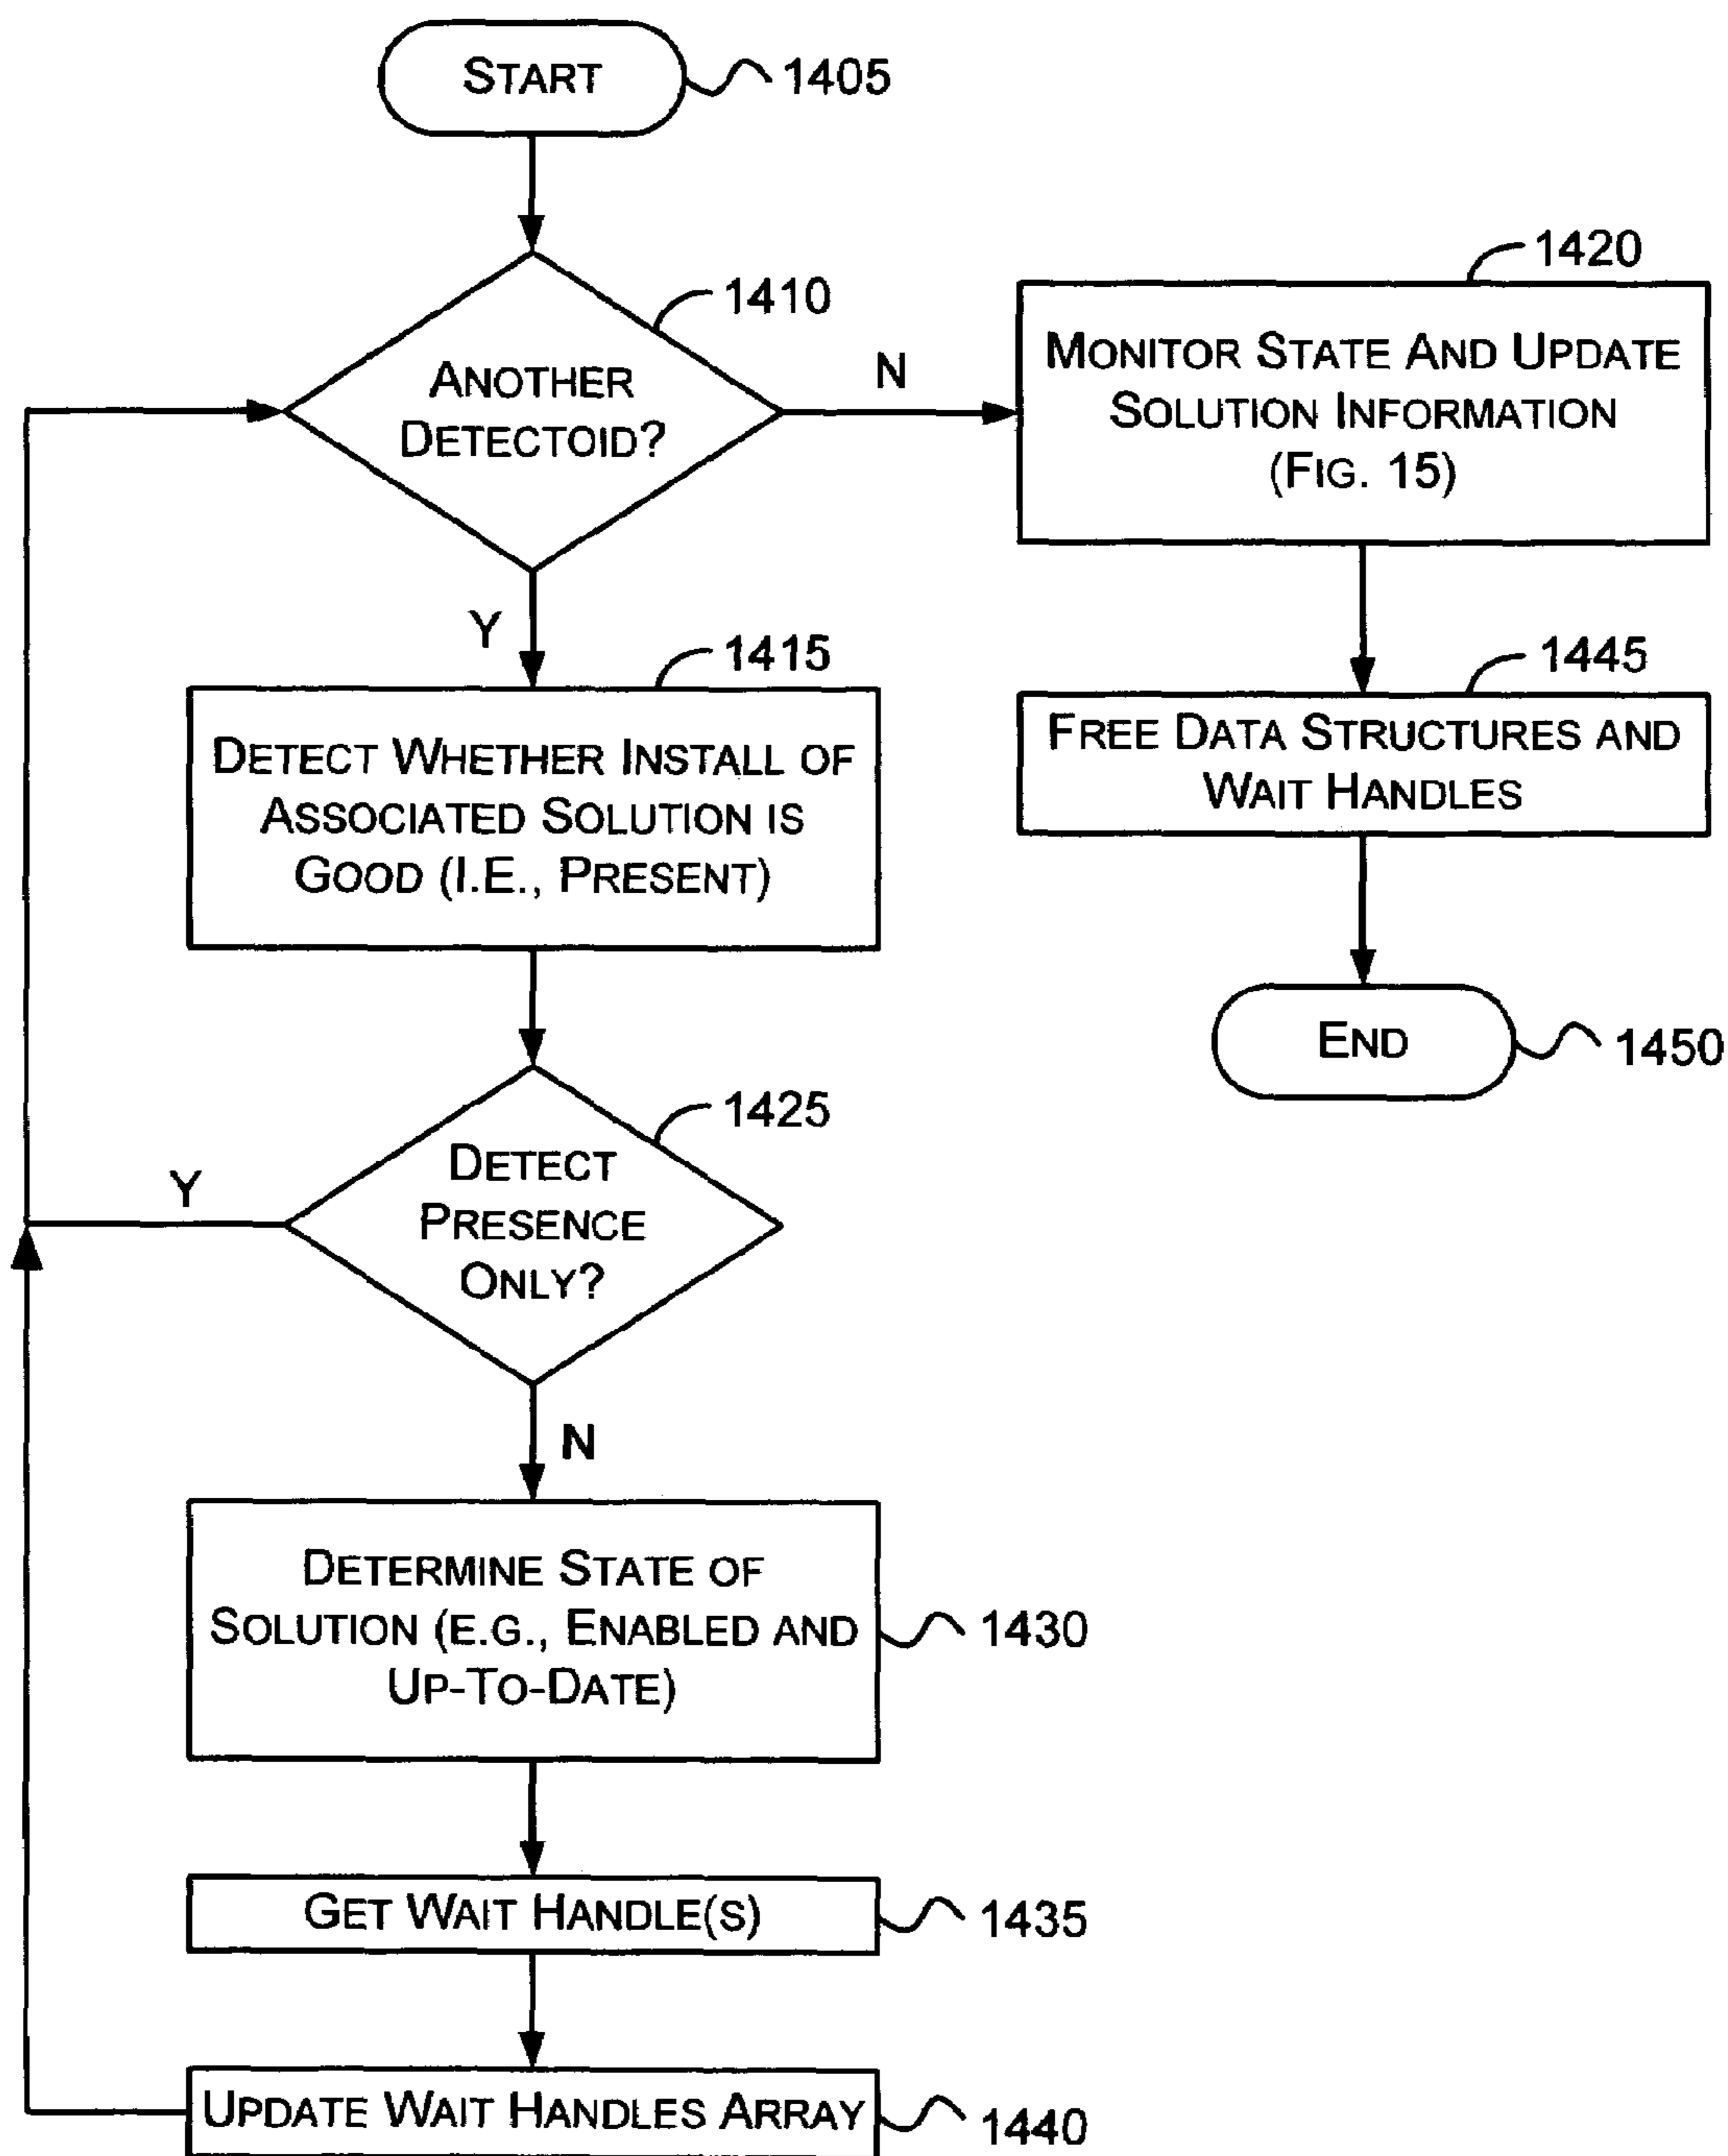 START
1405
1410
ANOTHER
DETECTOID?
N
1420
MONITOR STATE AND UPDATE
SOLUTION INFORMATION
(FIG. 15)
Y
1415
DETECT WHETHER INSTALL OF
ASSOCIATED SOLUTION IS
GOOD (I.E., PRESENT)
1445
FREE DATA STRUCTURES AND
WAIT HANDLES
END
1450
1425
DETECT
PRESENCE
ONLY?
Y
N
DETERMINE STATE OF
SOLUTION (E.G., ENABLED AND
UP-TO-DATE)
1430
GET WAIT HANDLE(S)
1435
UPDATE WAIT HANDLES ARRAY
1440